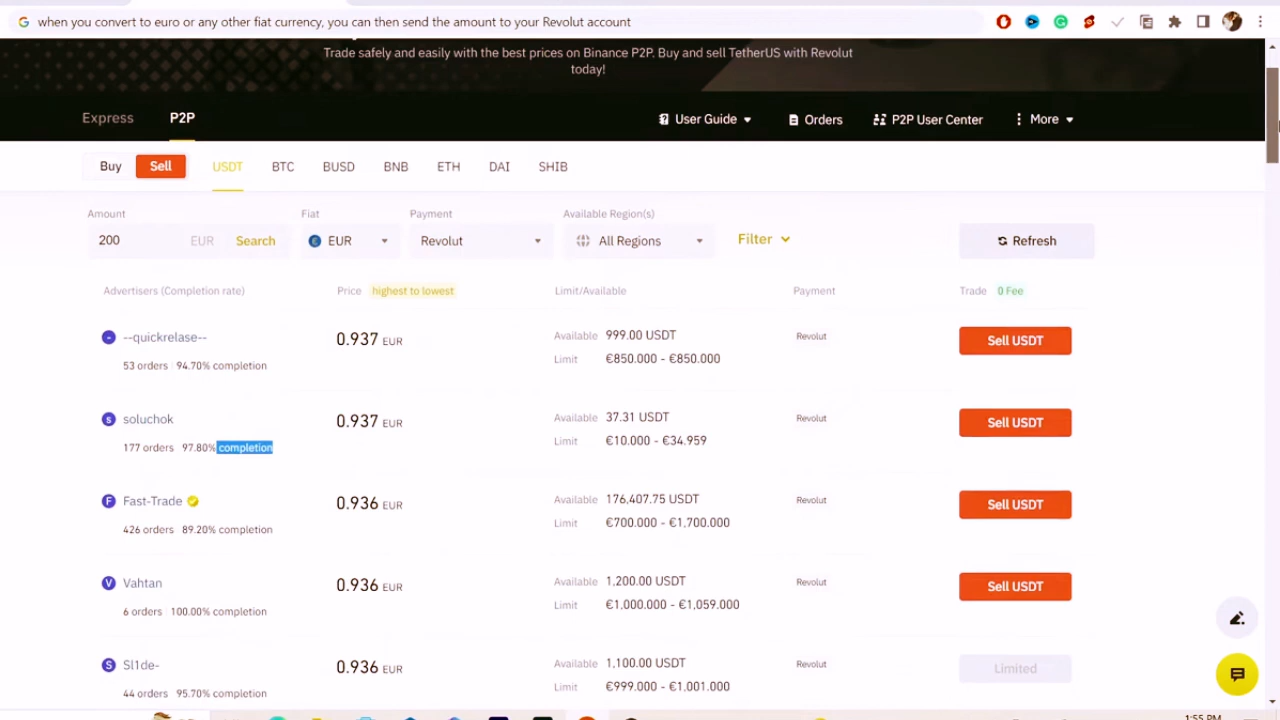 when you convert to euro or any other fiat currency, you can then send the amount to your Revolut account
Trade safely and easily with the best prices on Binance P2P. Buy and sell TetherUS with Revolut
today!
Express P2P User Guide Orders P2P User Center More
Buy Sell USDT BTC BUSD BNB ETH DAI SHIB
Amount Fiat Payment Available Region(s)
200 EUR Search EUR Revolut All Regions Filter Refresh
Advertisers (Completion rate) Price highest to lowest Limit/Available Payment Trade 0 Fee
--quickrelase-- 0.937 EUR Available 999.00 USDT Revolut Sell USDT
53 orders 94.70% completion Limit €850.000 - €850.000
soluchok 0.937 EUR Available 37.31 USDT Revolut Sell USDT
177 orders 97.80% completion Limit €10.000 - €34.959
Fast-Trade 0.936 EUR Available 176,407.75 USDT Revolut Sell USDT
426 orders 89.20% completion Limit €700.000 - €1,700.000
Vahtan 0.936 EUR Available 1,200.00 USDT Revolut Sell USDT
6 orders 100.00% completion Limit €1,000.000 - €1,059.000
Sl1de- 0.936 EUR Available 1,100.00 USDT Revolut Limited
44 orders 95.70% completion Limit €999.000 - €1,001.000
1:55 PM